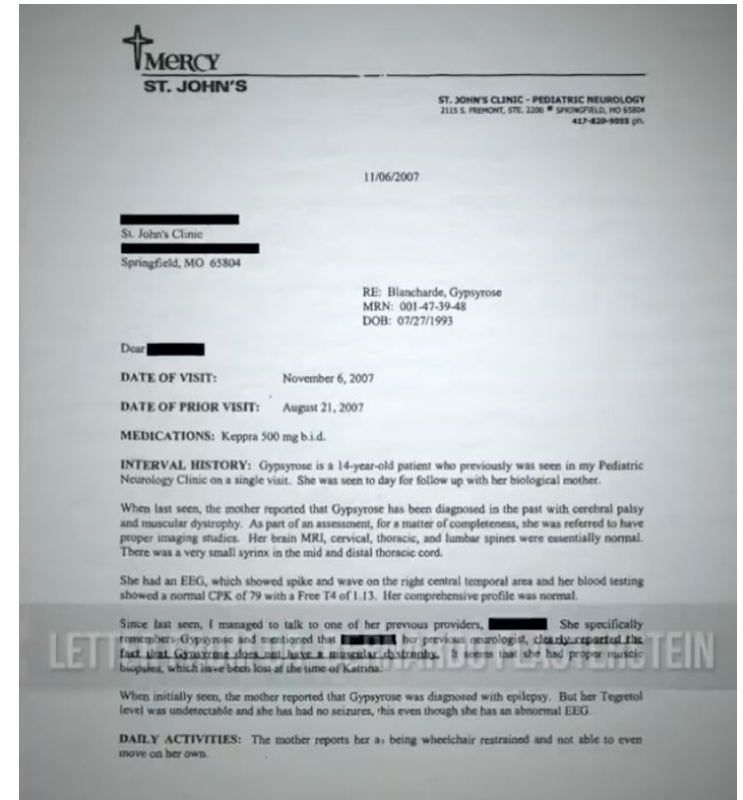 MERCY
ST. JOHN'S
ST. JOHN'S CLINIC - PEDIATRIC NEUROLOGY
2115 S. FREMONT, STE. 2200 ■ SPRINGFIELD, MO 65804
417-820-9055 ph.
11/06/2007
St. John's Clinic
Springfield, MO 65804
RE: Blancharde, Gypsyrose
MRN: 001-47-39-48
DOB: 07/27/1993
Dear
DATE OF VISIT: November 6, 2007
DATE OF PRIOR VISIT: August 21, 2007
MEDICATIONS: Keppra 500 mg b.i.d.
INTERVAL HISTORY: Gypsyrose is a 14-year-old patient who previously was seen in my Pediatric
Neurology Clinic on a single visit. She was seen to day for follow up with her biological mother.
When last seen, the mother reported that Gypsyrose has been diagnosed in the past with cerebral palsy
and muscular dystrophy. As part of an assessment, for a matter of completeness, she was referred to have
proper imaging studies. Her brain MRI, cervical, thoracic, and lumbar spines were essentially normal.
There was a very small syrinx in the mid and distal thoracic cord.
She had an EEG, which showed spike and wave on the right central temporal area and her blood testing
showed a normal CPK of 79 with a Free T4 of 1.13. Her comprehensive profile was normal.
Since last seen, I managed to talk to one of her previous providers, She specifically
remembers Gypsyrose and mentioned that her previous neurologist, clearly reported the
fact that Gypsyrose does not have a muscular dystrophy. It seems that she had proper muscle
biopsies, which have been lost at the time of Katrina.
When initially seen, the mother reported that Gypsyrose was diagnosed with epilepsy. But her Tegretol
level was undetectable and she has had no seizures, this even though she has an abnormal EEG.
DAILY ACTIVITIES: The mother reports her as being wheelchair restrained and not able to even
move on her own.